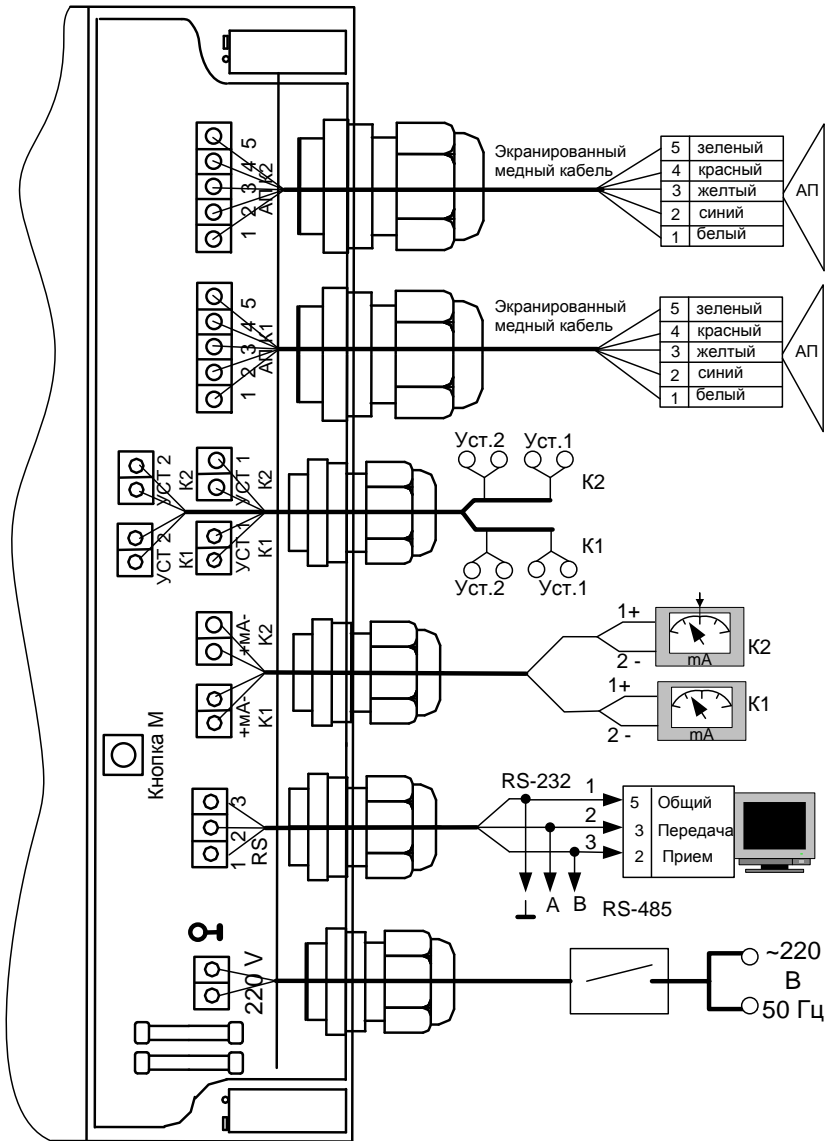 5
4
3
2
1
АП К2
Экранированный
медный кабель
5 зеленый
4 красный
3 желтый
2 синий
1 белый
АП
5
4
3
2
1
АП К1
Экранированный
медный кабель
5 зеленый
4 красный
3 желтый
2 синий
1 белый
АП
УСТ 2
К2
УСТ 1
К2
УСТ 2
К1
УСТ 1
К1
Уст.2 Уст.1
К2
К1
Уст.2 Уст.1
+мА-
К2
+мА-
К1
1+
2 -
mA
К2
1+
2 -
mA
К1
Кнопка М
3
2
1
RS
RS-232
1
2
3
5 Общий
3 Передача
2 Прием
A B RS-485
220 V
~220
В
50 Гц